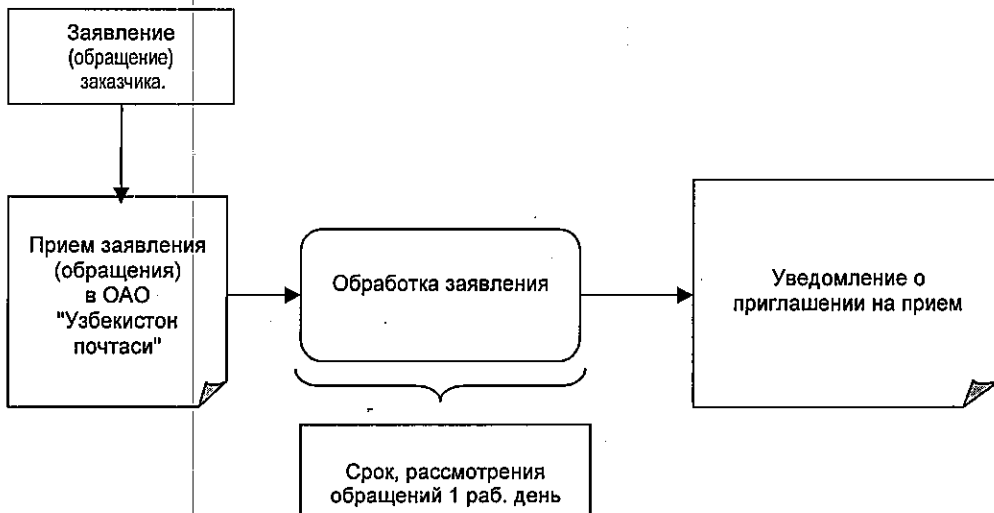 Заявление
(обращение)
заказчика.
Прием заявления
(обращения)
в ОАО
"Узбекистон
почтаси"
Обработка заявления
Уведомление о
приглашении на прием
Срок, рассмотрения
обращений 1 раб. день